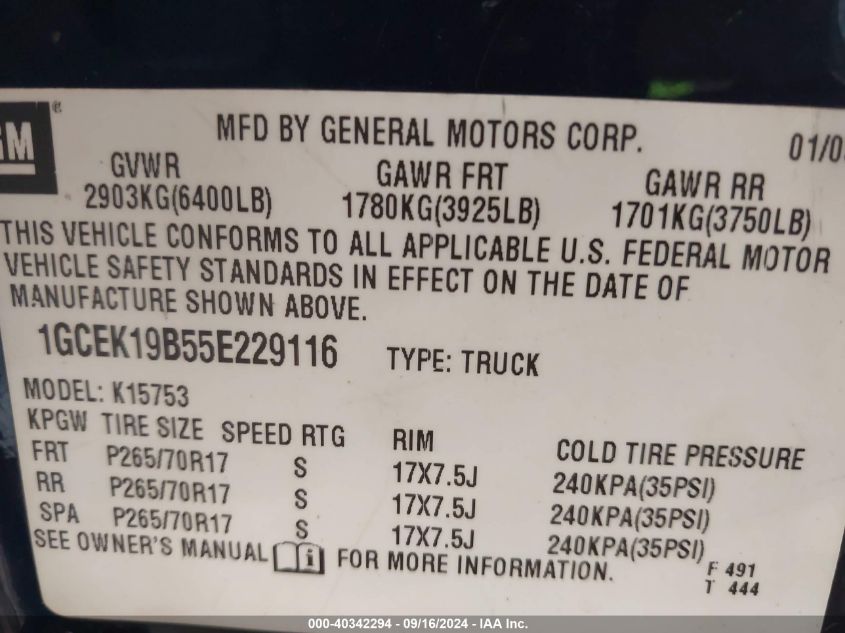 GM ®
MFD BY GENERAL MOTORS CORP.
GVWR GAWR FRT GAWR RR
2903KG(6400LB) 1780KG(3925LB) 1701KG(3750LB)
THIS VEHICLE CONFORMS TO ALL APPLICABLE U.S. FEDERAL MOTOR
VEHICLE SAFETY STANDARDS IN EFFECT ON THE DATE OF
MANUFACTURE SHOWN ABOVE.
1GCEK19B55E229116 TYPE: TRUCK
MODEL: K15753
KPGW TIRE SIZE SPEED RTG RIM COLD TIRE PRESSURE
FRT P265/70R17 S 17X7.5J 240KPA(35PSI)
RR P265/70R17 S 17X7.5J 240KPA(35PSI)
SPA P265/70R17 S 17X7.5J 240KPA(35PSI)
SEE OWNER'S MANUAL i FOR MORE INFORMATION.
F 491
T 444
000-40342294 - 09/16/2024 - IAA Inc.